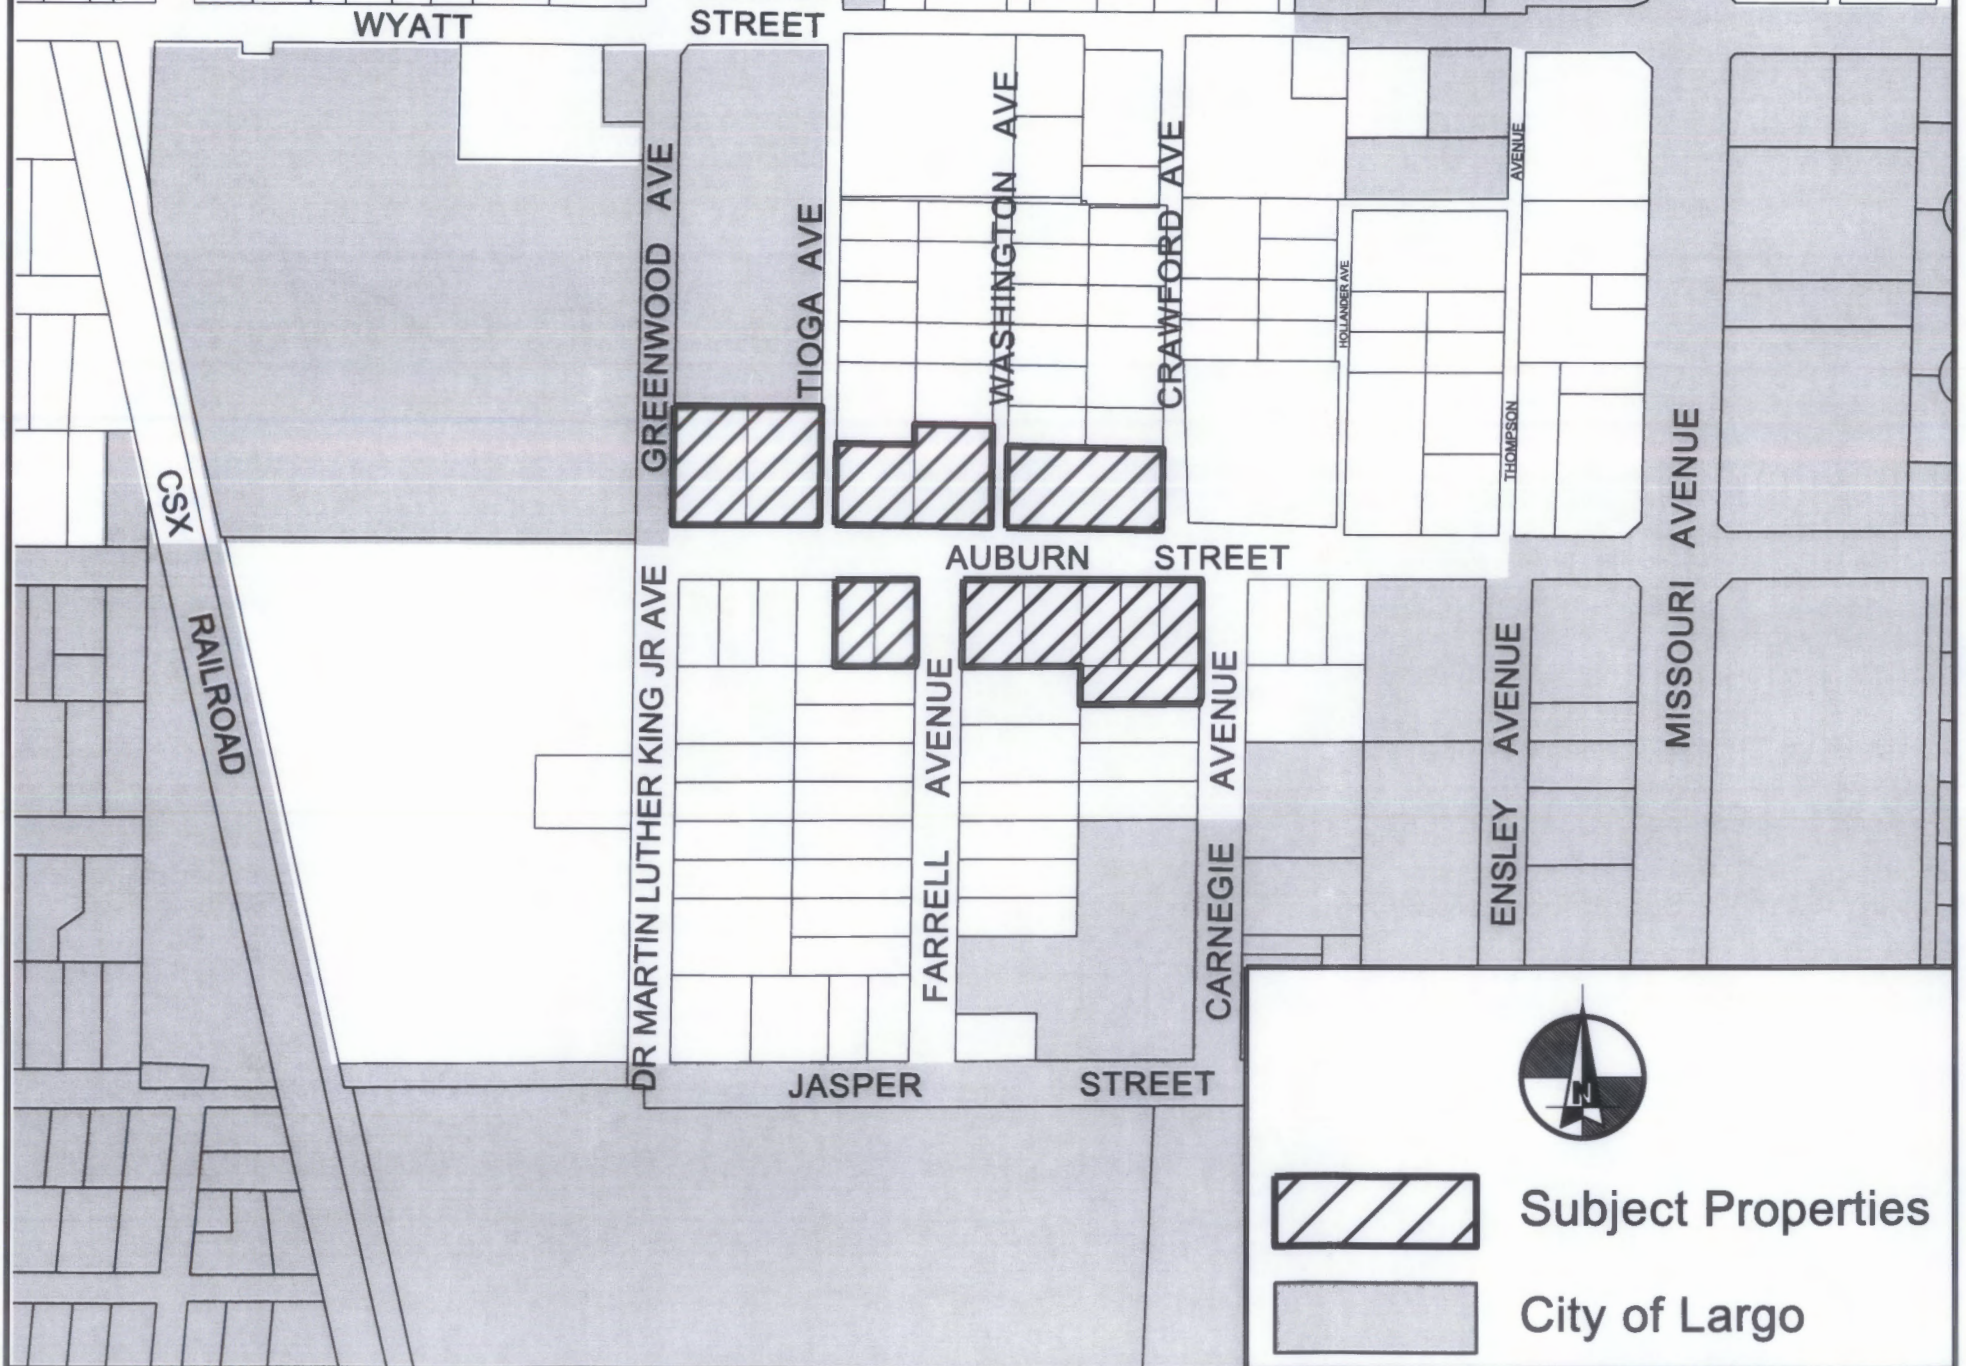 WYATT STREET
GREENWOOD AVE
TIOGA AVE
WASHINGTON AVE
CRAWFORD AVE
HOLLANDER AVE
THOMPSON AVENUE
MISSOURI AVENUE
CSX RAILROAD
AUBURN STREET
DR MARTIN LUTHER KING JR AVE
FARRELL AVENUE
CARNEGIE AVENUE
ENSLEY AVENUE
JASPER STREET
N
Subject Properties
City of Largo